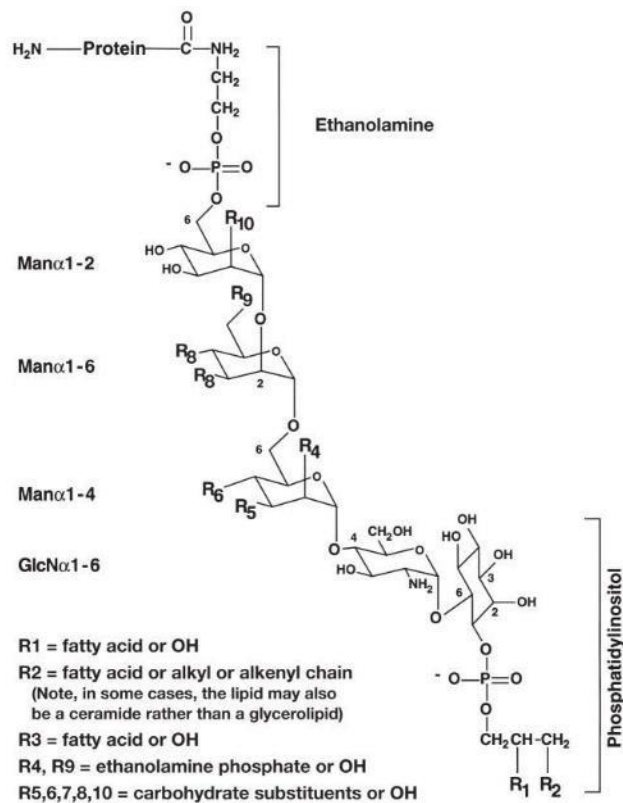 O
H₂N — Protein — C — NH₂
CH₂
CH₂
Ethanolamine
O
⁻ O—P=O
O
6
R10
O
HO
HO
Manα1-2
R9
O
O
R8
R8
2
Manα1-6
O
6
R4
O
R6
R5
Manα1-4
CH₂OH
4
O
O
HO
NH₂
GlcNα1-6
OH
HO
HO
OH
3
6
2
OH
O
O
⁻ O—P=O
O
CH—CH₂
R1 R2
Phosphatidylinositol
R1 = fatty acid or OH
R2 = fatty acid or alkyl or alkenyl chain
(Note, in some cases, the lipid may also
be a ceramide rather than a glycerolipid)
R3 = fatty acid or OH
R4, R9 = ethanolamine phosphate or OH
R5,6,7,8,10 = carbohydrate substituents or OH